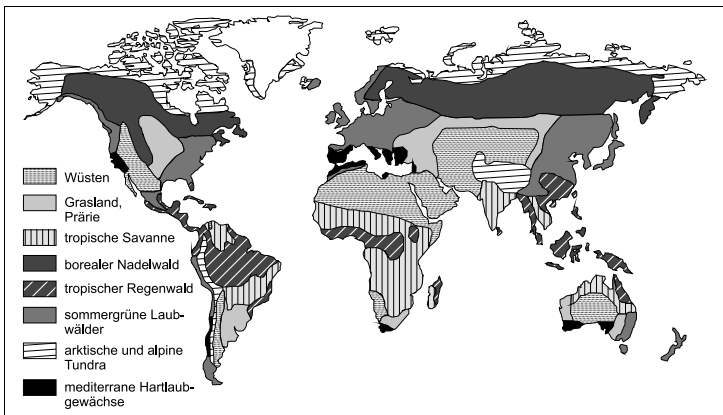 Wüsten
Grasland,
Prärie
tropische Savanne
borealer Nadelwald
tropischer Regenwald
sommergrüne Laub-
wälder
arktische und alpine
Tundra
mediterrane Hartlaub-
gewächse